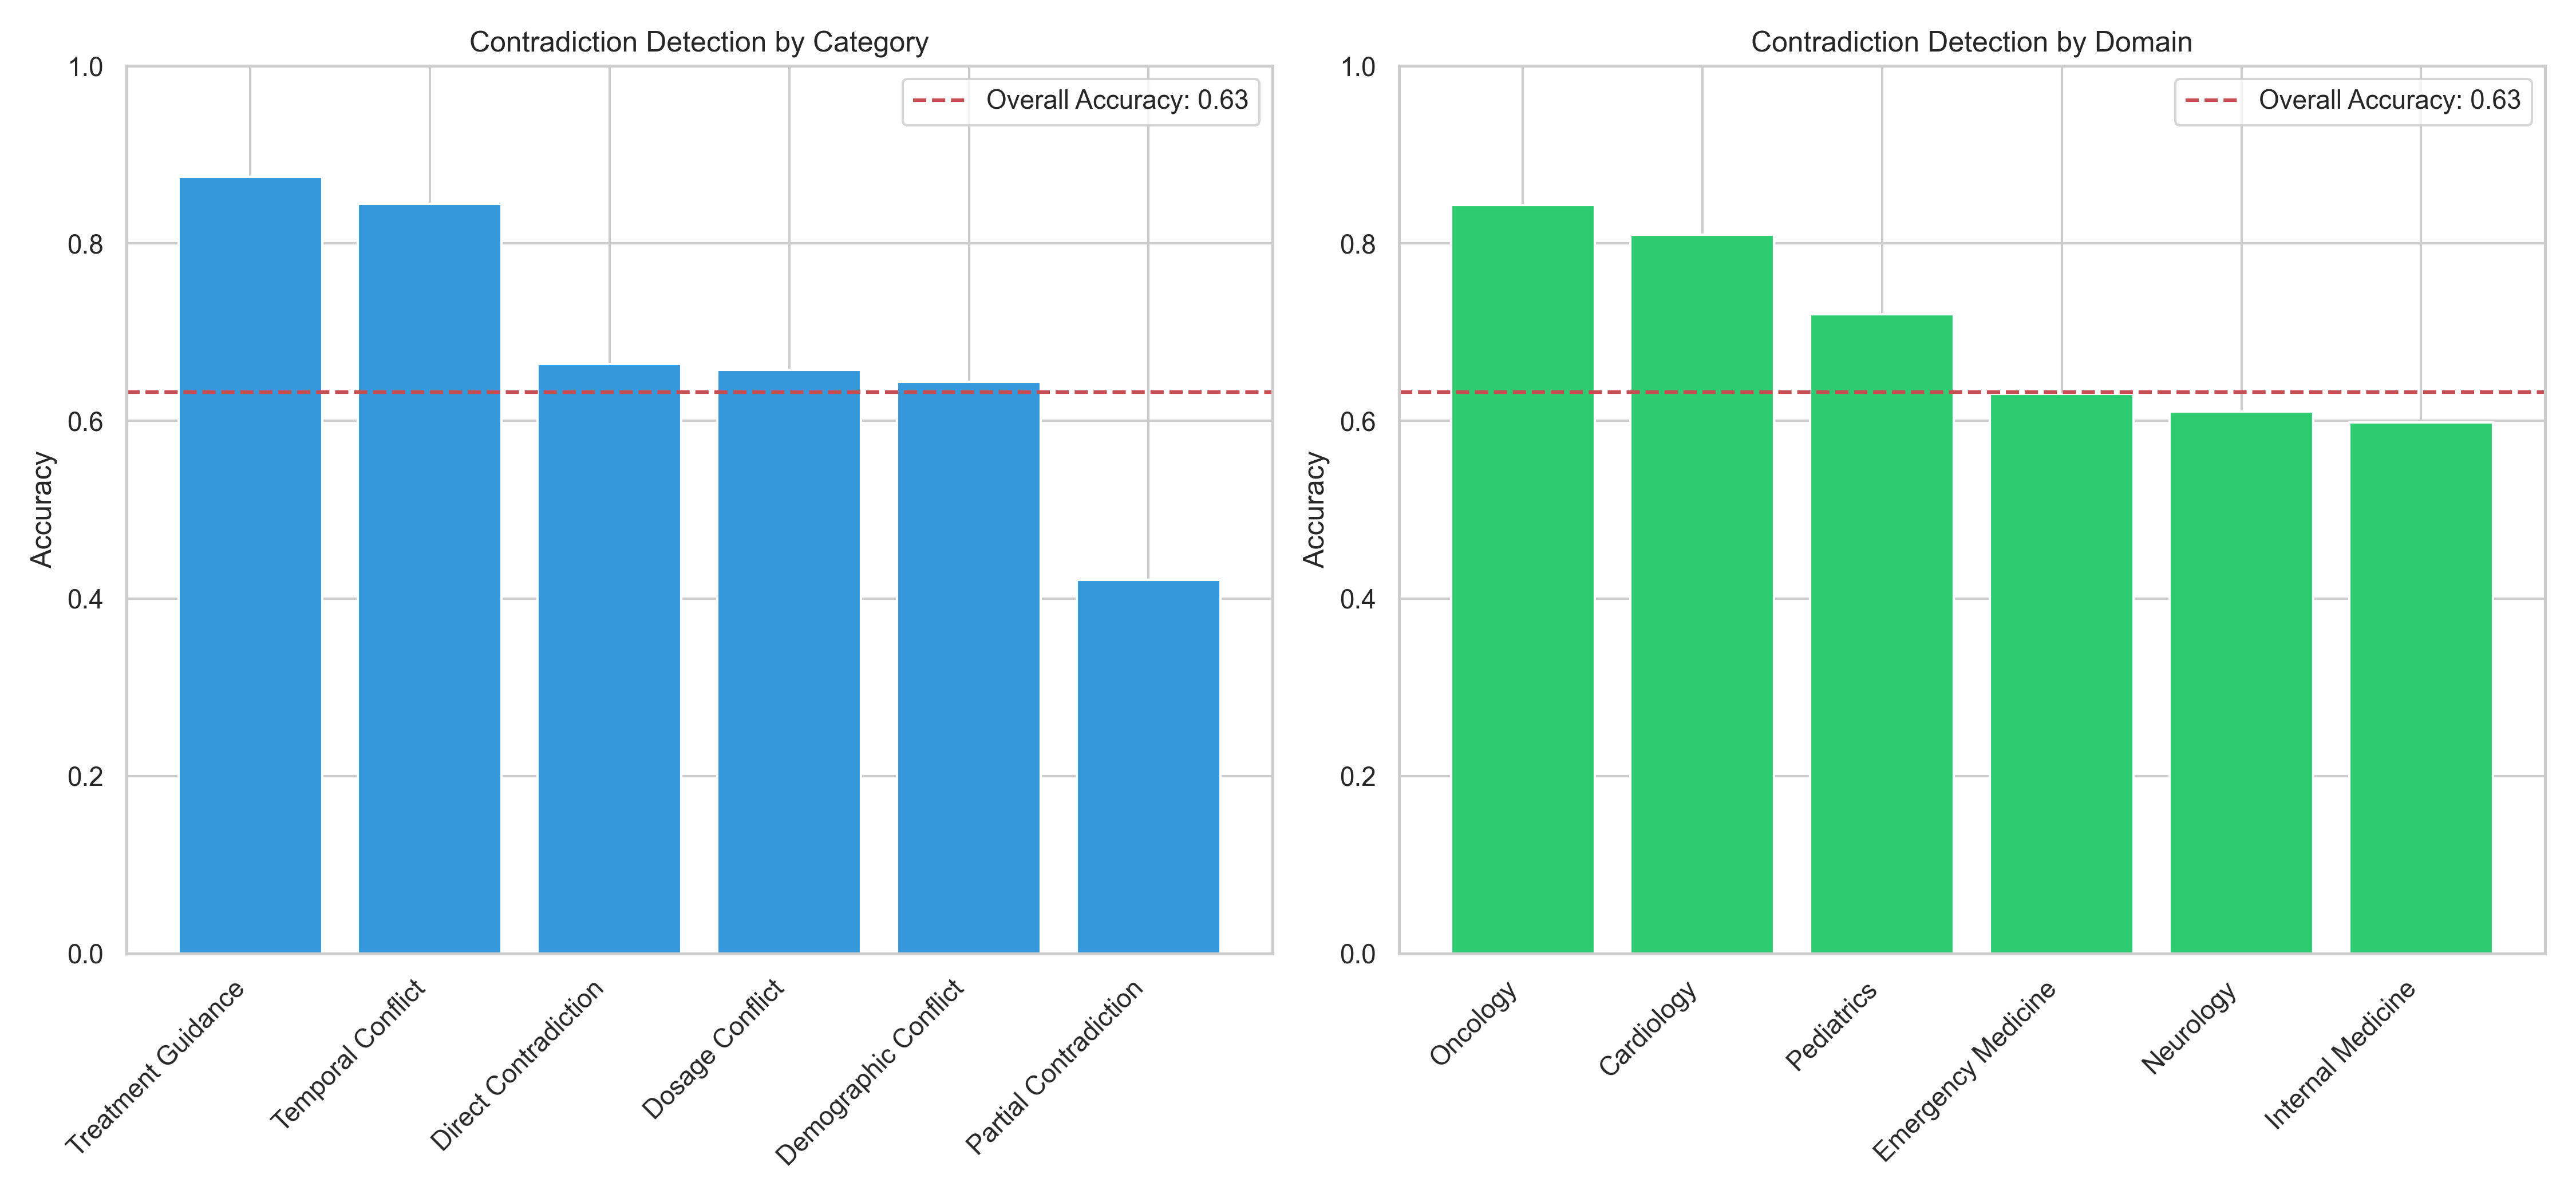 Contradiction Detection by Category
Overall Accuracy: 0.63
Accuracy
1.0
0.8
0.6
0.4
0.2
0.0
Treatment Guidance
Temporal Conflict
Direct Contradiction
Dosage Conflict
Demographic Conflict
Partial Contradiction
Contradiction Detection by Domain
Overall Accuracy: 0.63
Accuracy
1.0
0.8
0.6
0.4
0.2
0.0
Oncology
Cardiology
Pediatrics
Emergency Medicine
Neurology
Internal Medicine